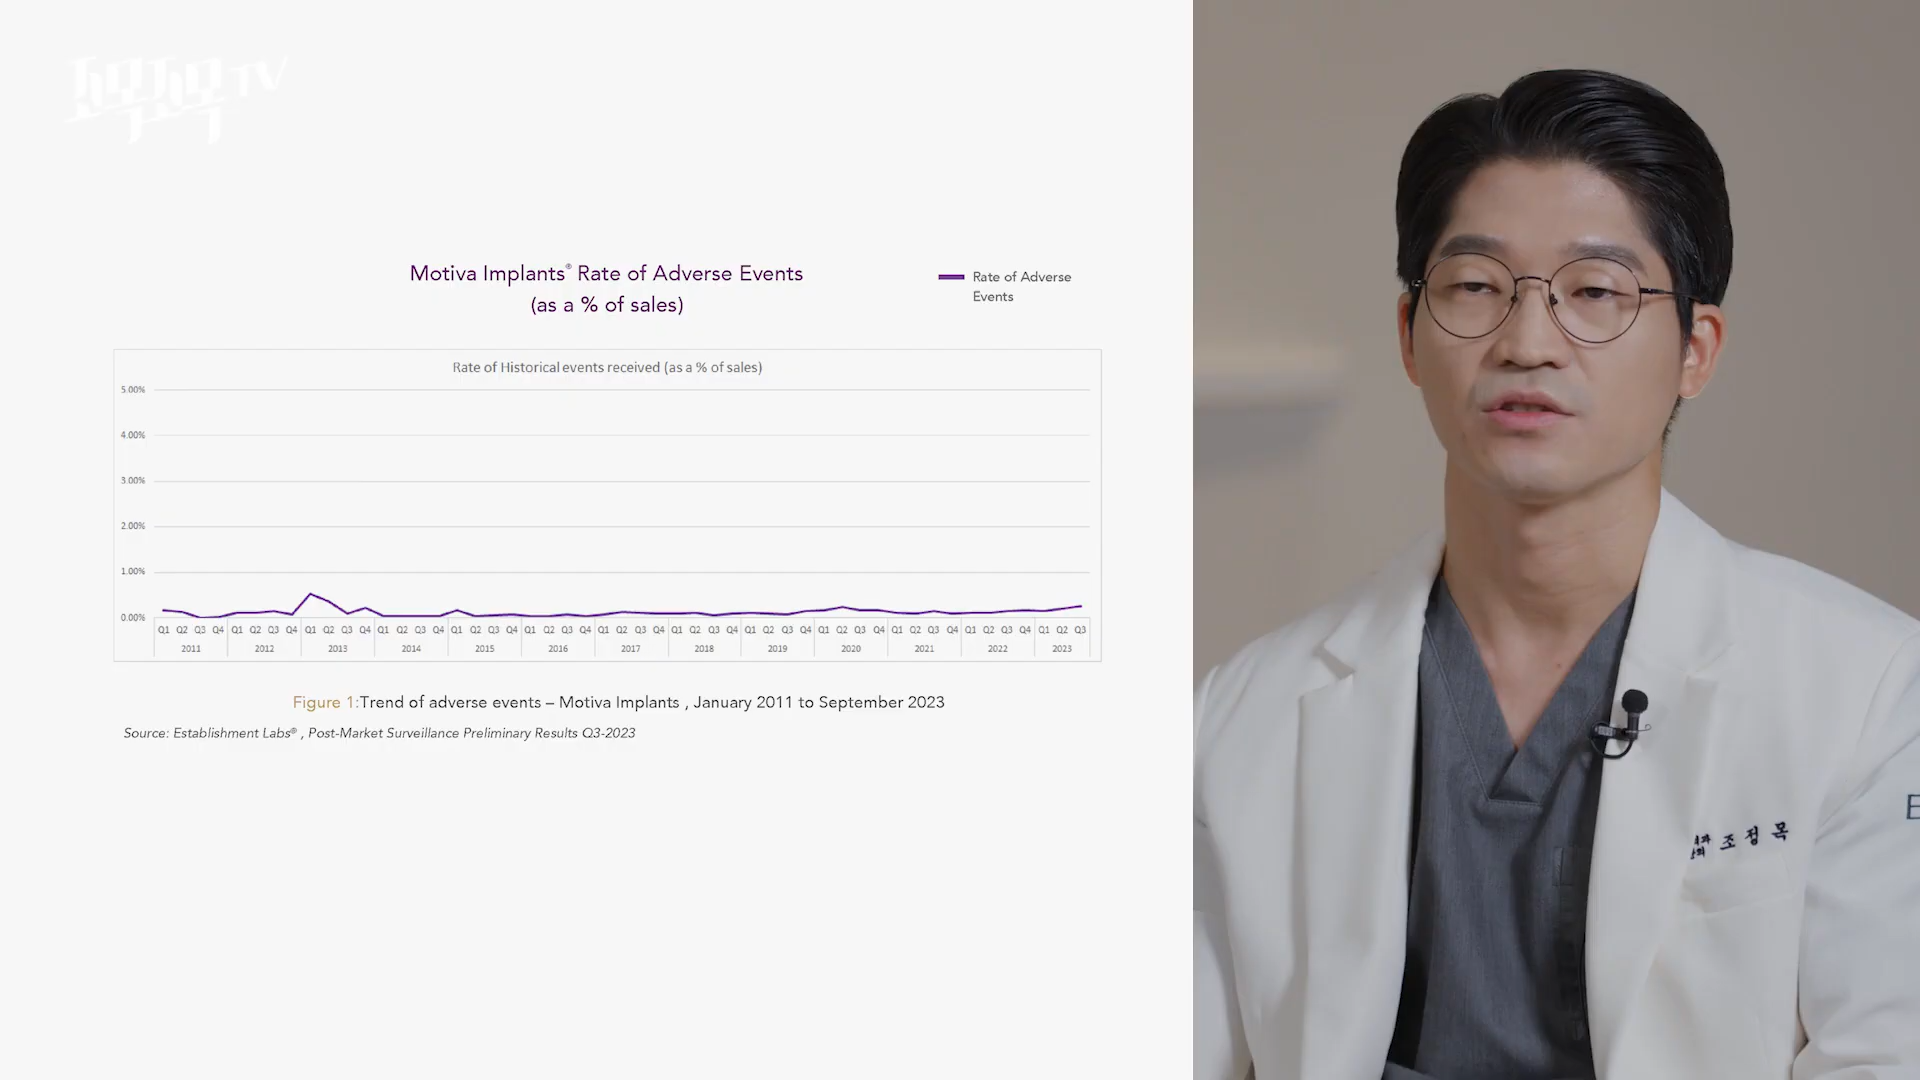 조목조목TV
Motiva Implants® Rate of Adverse Events
(as a % of sales)
Rate of Adverse
Events
Rate of Historical events received (as a % of sales)
5.00%
4.00%
3.00%
2.00%
1.00%
0.00%
Q1 Q2 Q3 Q4 Q1 Q2 Q3 Q4 Q1 Q2 Q3 Q4 Q1 Q2 Q3 Q4 Q1 Q2 Q3 Q4 Q1 Q2 Q3 Q4 Q1 Q2 Q3 Q4 Q1 Q2 Q3 Q4 Q1 Q2 Q3 Q4 Q1 Q2 Q3 Q4 Q1 Q2 Q3 Q4 Q1 Q2 Q3 Q4 Q1 Q2 Q3
2011 2012 2013 2014 2015 2016 2017 2018 2019 2020 2021 2022 2023
Figure 1:Trend of adverse events – Motiva Implants , January 2011 to September 2023
Source: Establishment Labs® , Post-Market Surveillance Preliminary Results Q3-2023
조정목